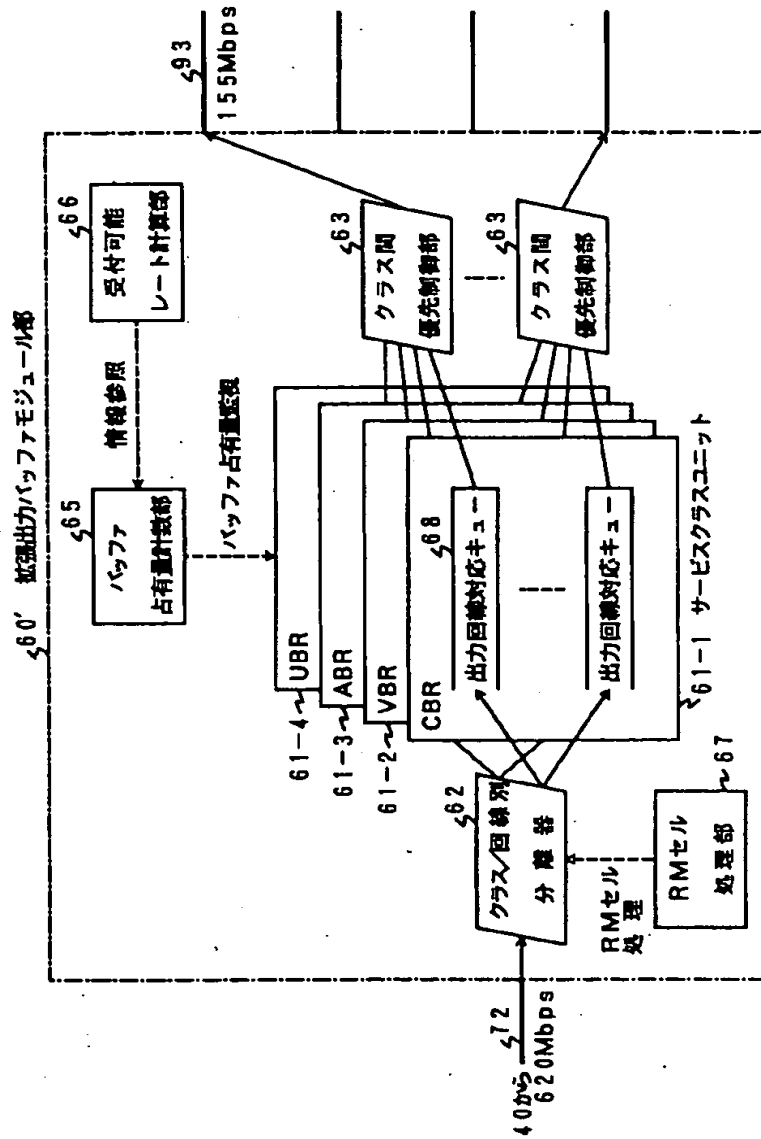 60' 拡張出力バッファモジュール部
65
バッファ
占有量計数部
情報参照
66
受付可能
レート計算部
バッファ占有量監視
93
155Mbps
61-4 UBR
61-3 ABR
61-2 VBR
CBR
68
出力回線対応キュー
出力回線対応キュー
61-1 サービスクラスユニット
63
クラス間
優先制御部
63
クラス間
優先制御部
62
クラス/回線別
分離器
72
40から
620Mbps
RMセル
処理
67
RMセル
処理部